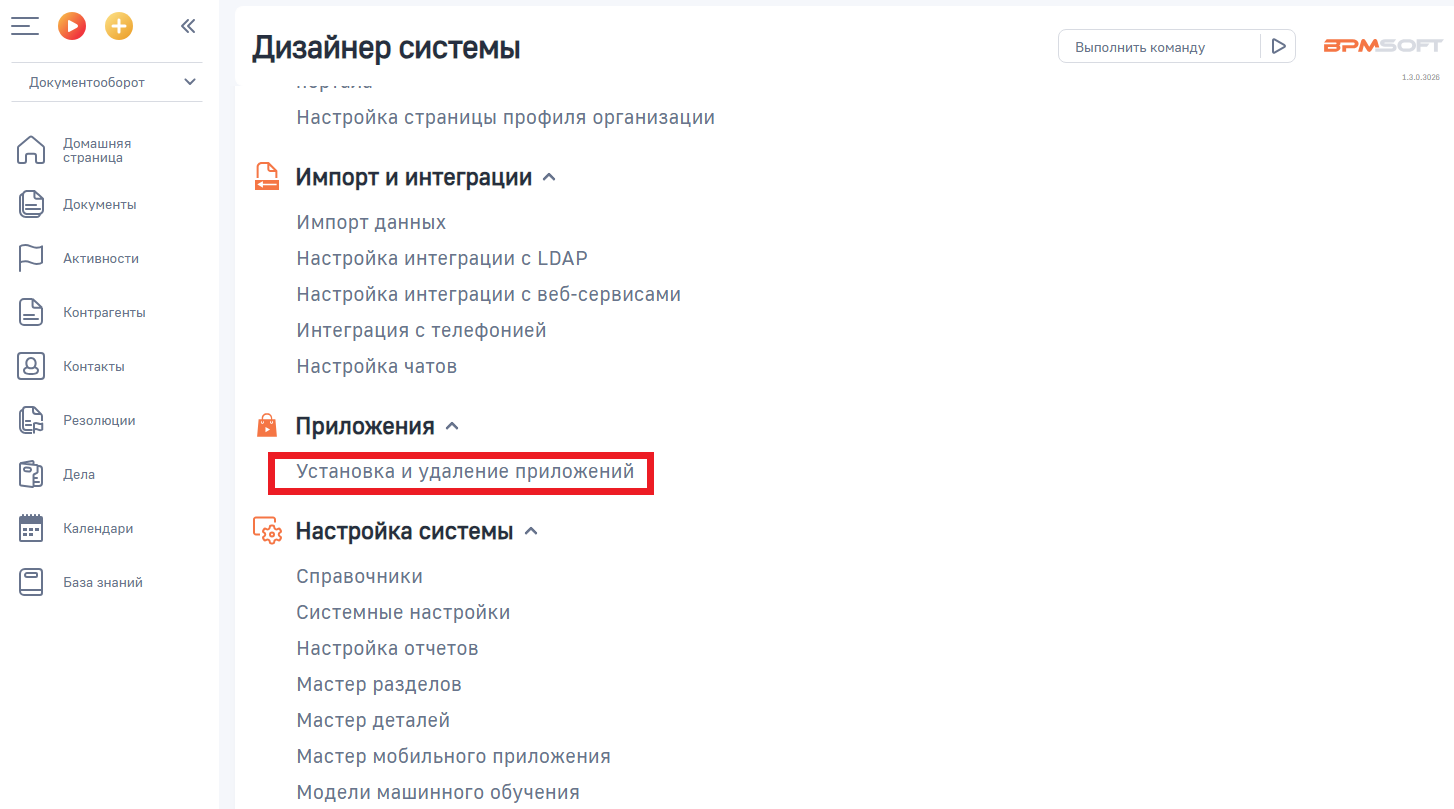 Документооборот
Домашняя
страница
Документы
Активности
Контрагенты
Контакты
Резолюции
Дела
Календари
База знаний
Дизайнер системы
Выполнить команду
BPMSOFT
1.3.0.3026
портала
Настройка страницы профиля организации
Импорт и интеграции
Импорт данных
Настройка интеграции с LDAP
Настройка интеграции с веб-сервисами
Интеграция с телефонией
Настройка чатов
Приложения
Установка и удаление приложений
Настройка системы
Справочники
Системные настройки
Настройка отчетов
Мастер разделов
Мастер деталей
Мастер мобильного приложения
Модели машинного обучения